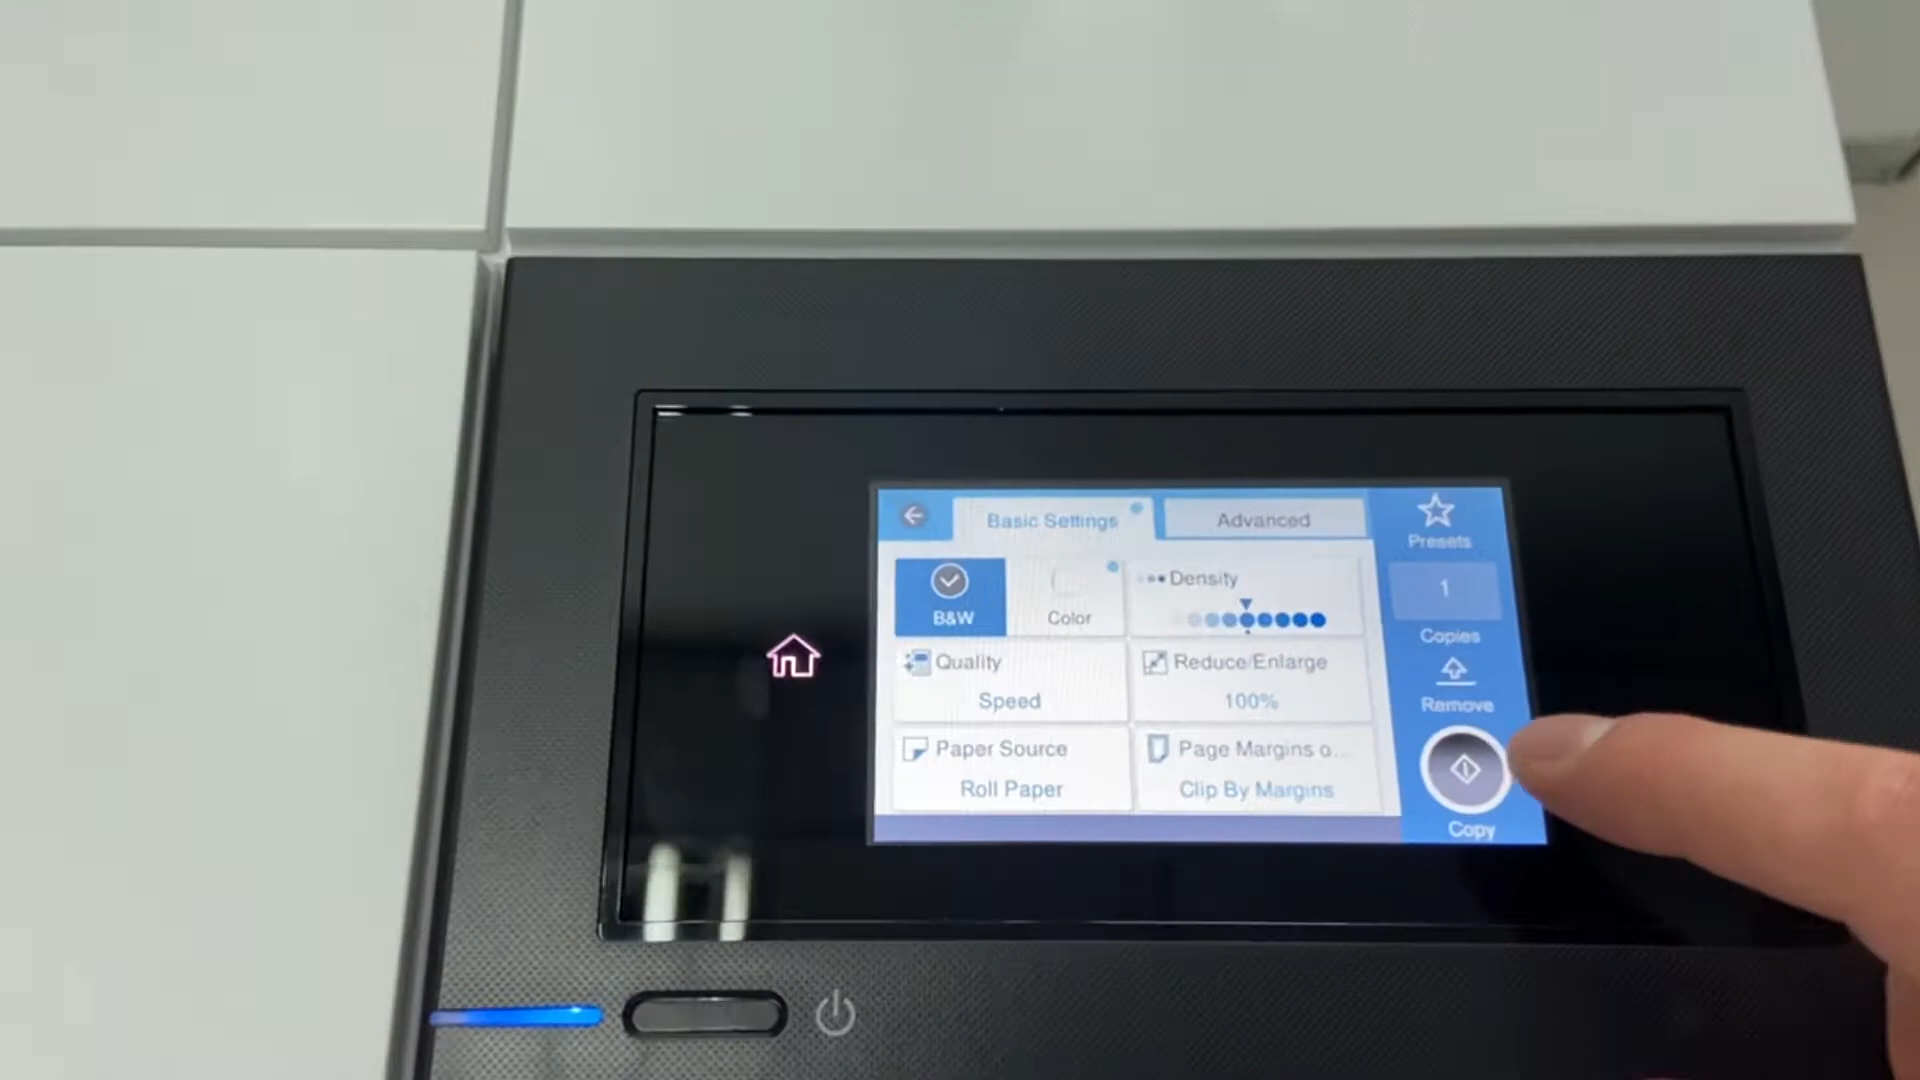 Basic Settings
Advanced
Presets
B&W
Color
Density
1
Copies
Quality
Speed
Reduce/Enlarge
100%
Remove
Paper Source
Roll Paper
Page Margins o...
Clip By Margins
Copy